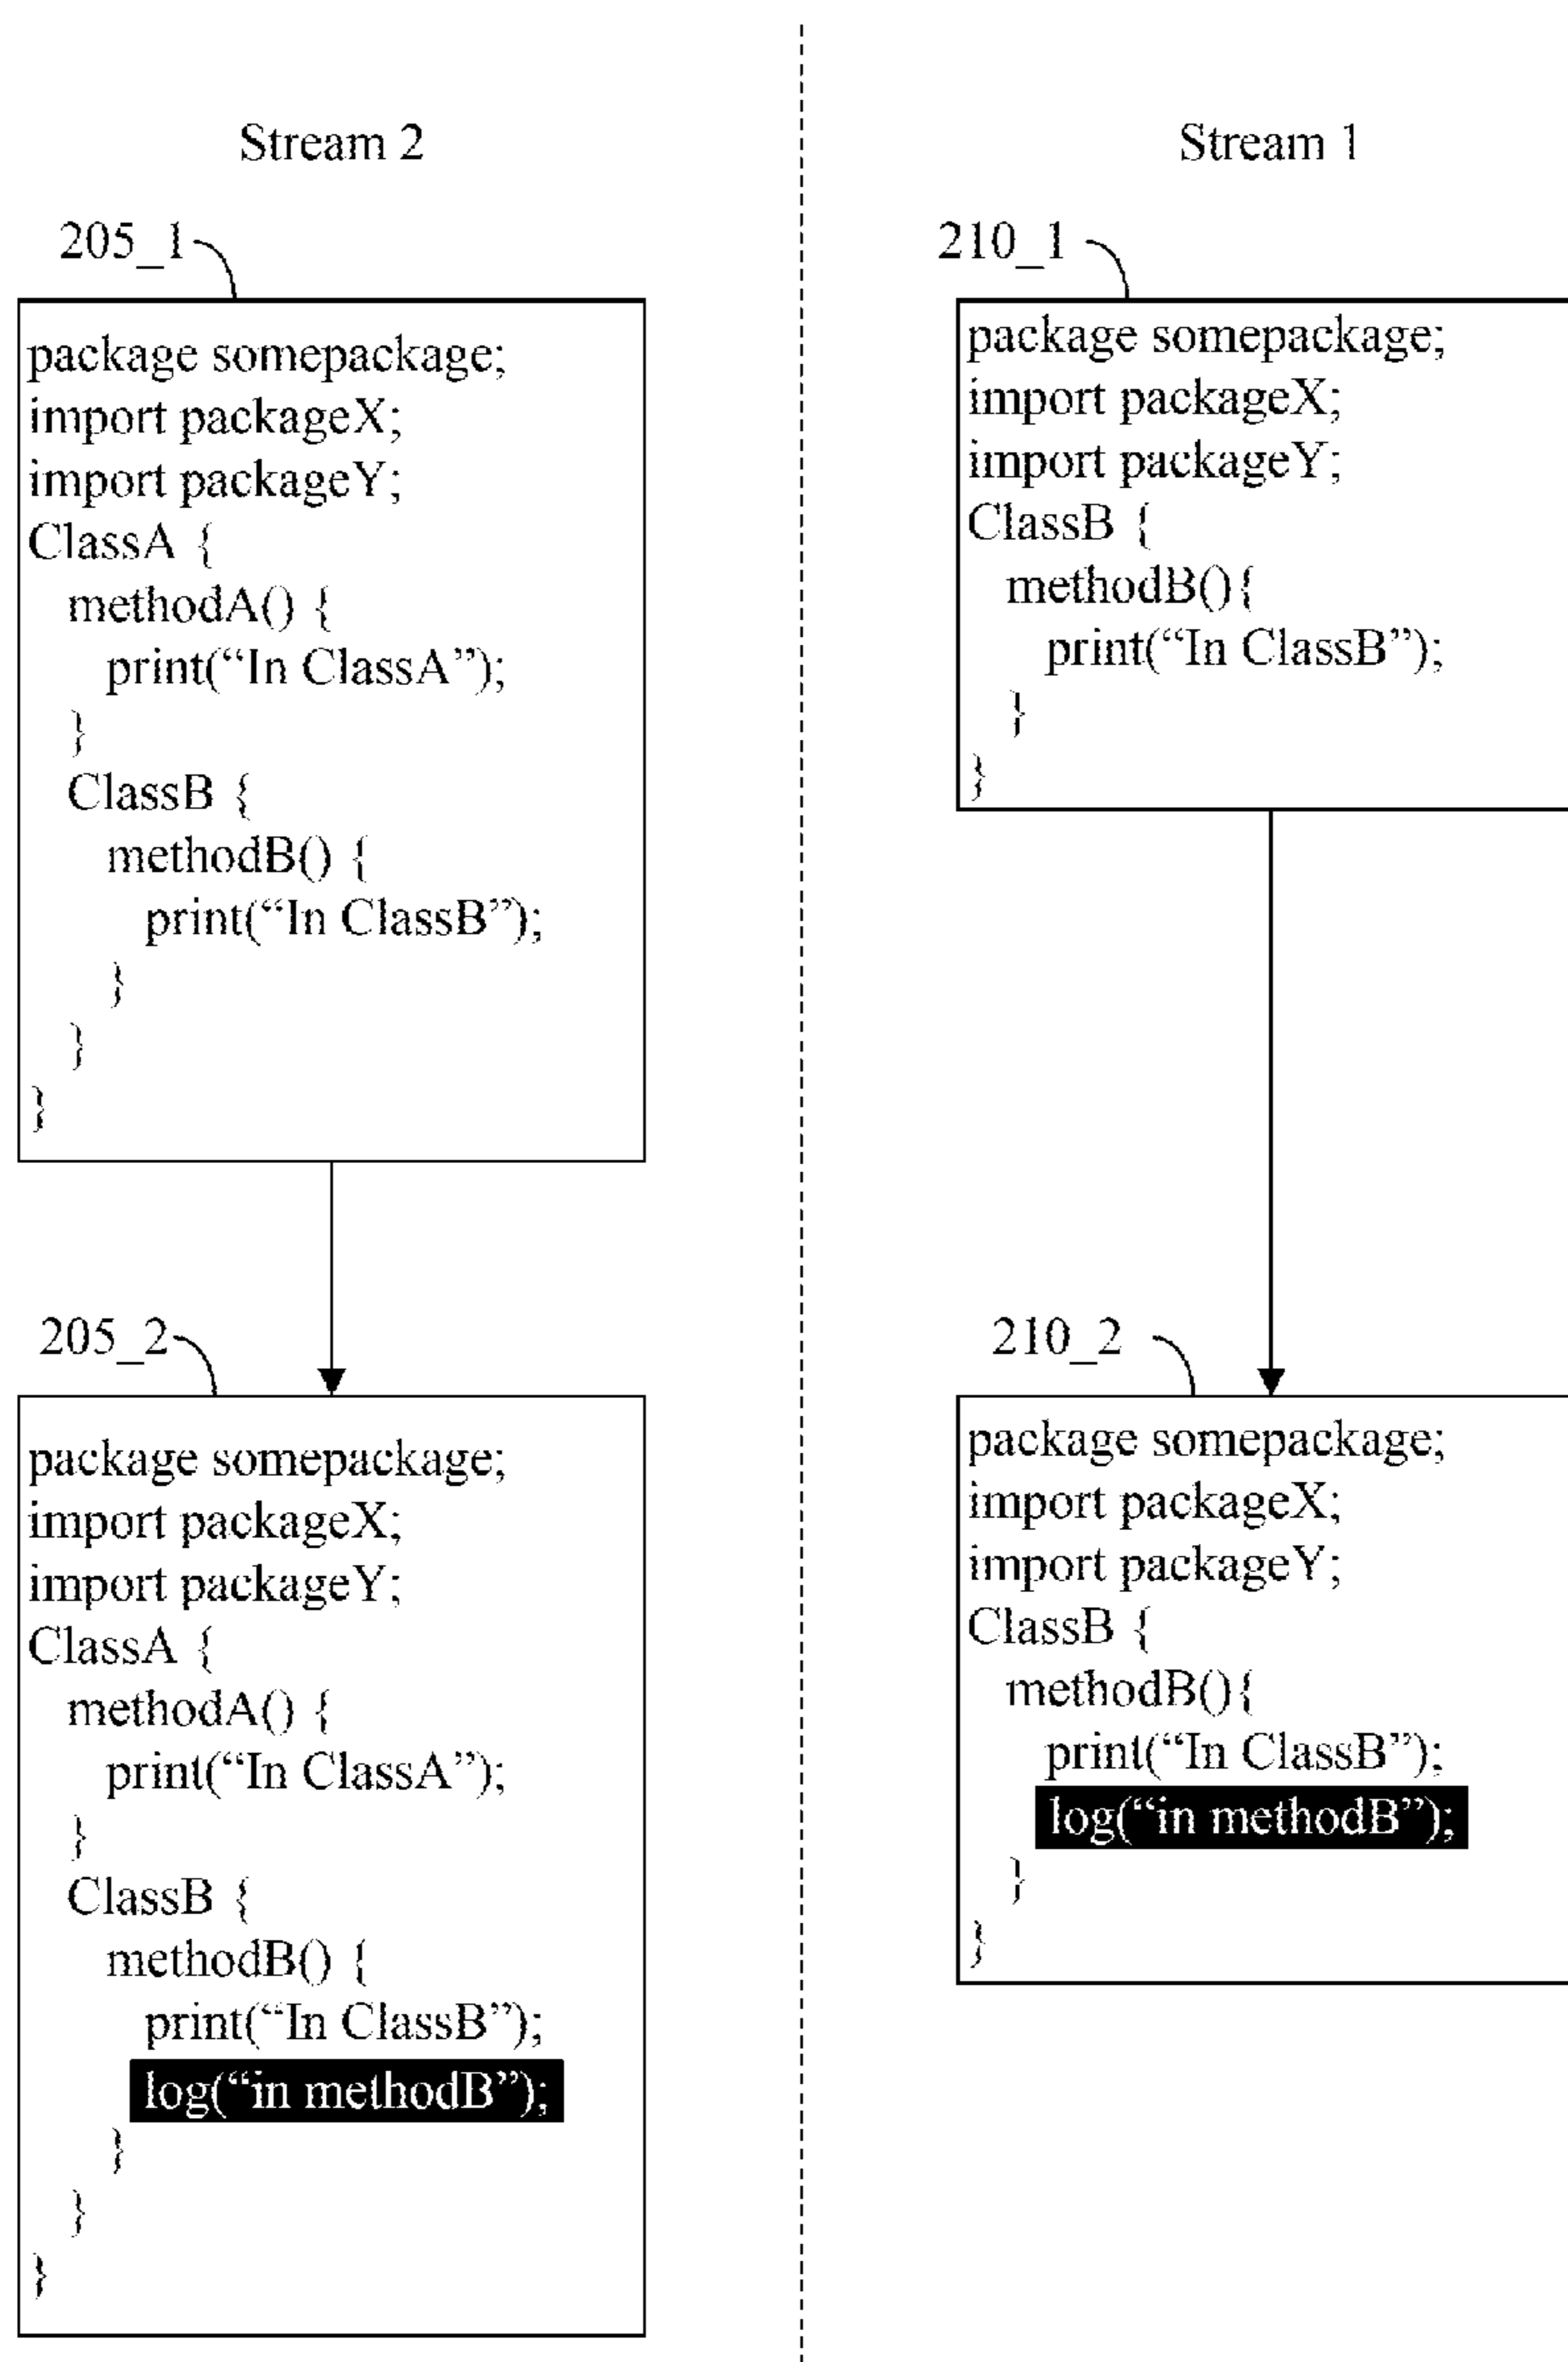 Stream 2
205_1
package somepackage;
import packageX;
import packageY;
ClassA {
methodA() {
print(“In ClassA”);
}
ClassB {
methodB() {
print(“In ClassB”);
}
}
}
205_2
package somepackage;
import packageX;
import packageY;
ClassA {
methodA() {
print(“In ClassA”);
}
ClassB {
methodB() {
print(“In ClassB”);
log(“in methodB”);
}
}
}
Stream 1
210_1
package somepackage;
import packageX;
import packageY;
ClassB {
methodB(){
print(“In ClassB”);
}
}
210_2
package somepackage;
import packageX;
import packageY;
ClassB {
methodB(){
print(“In ClassB”);
log(“in methodB”);
}
}